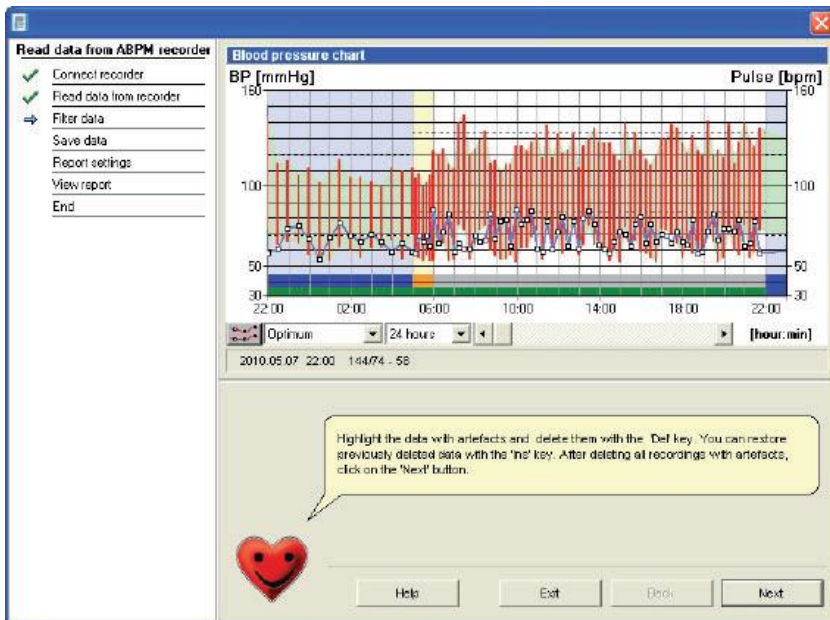 Read data from ABPM recorder
Connect recorder
Read data from recorder
Filter data
Save data
Report settings
View report
End
Blood pressure chart
BP [mmHg]
Pulse [bpm]
160
160
100
100
50
50
30
30
22:00
02:00
06:00
10:00
14:00
18:00
22:00
Optimum
24 hours
[hour:min]
2010.05.07 22:00 144/74 - 58
Highlight the data with artefacts and delete them with the 'Del' key. You can restore
previously deleted data with the 'Ins' key. After deleting all recordings with artefacts,
click on the 'Next' button.
Help
Exit
Back
Next